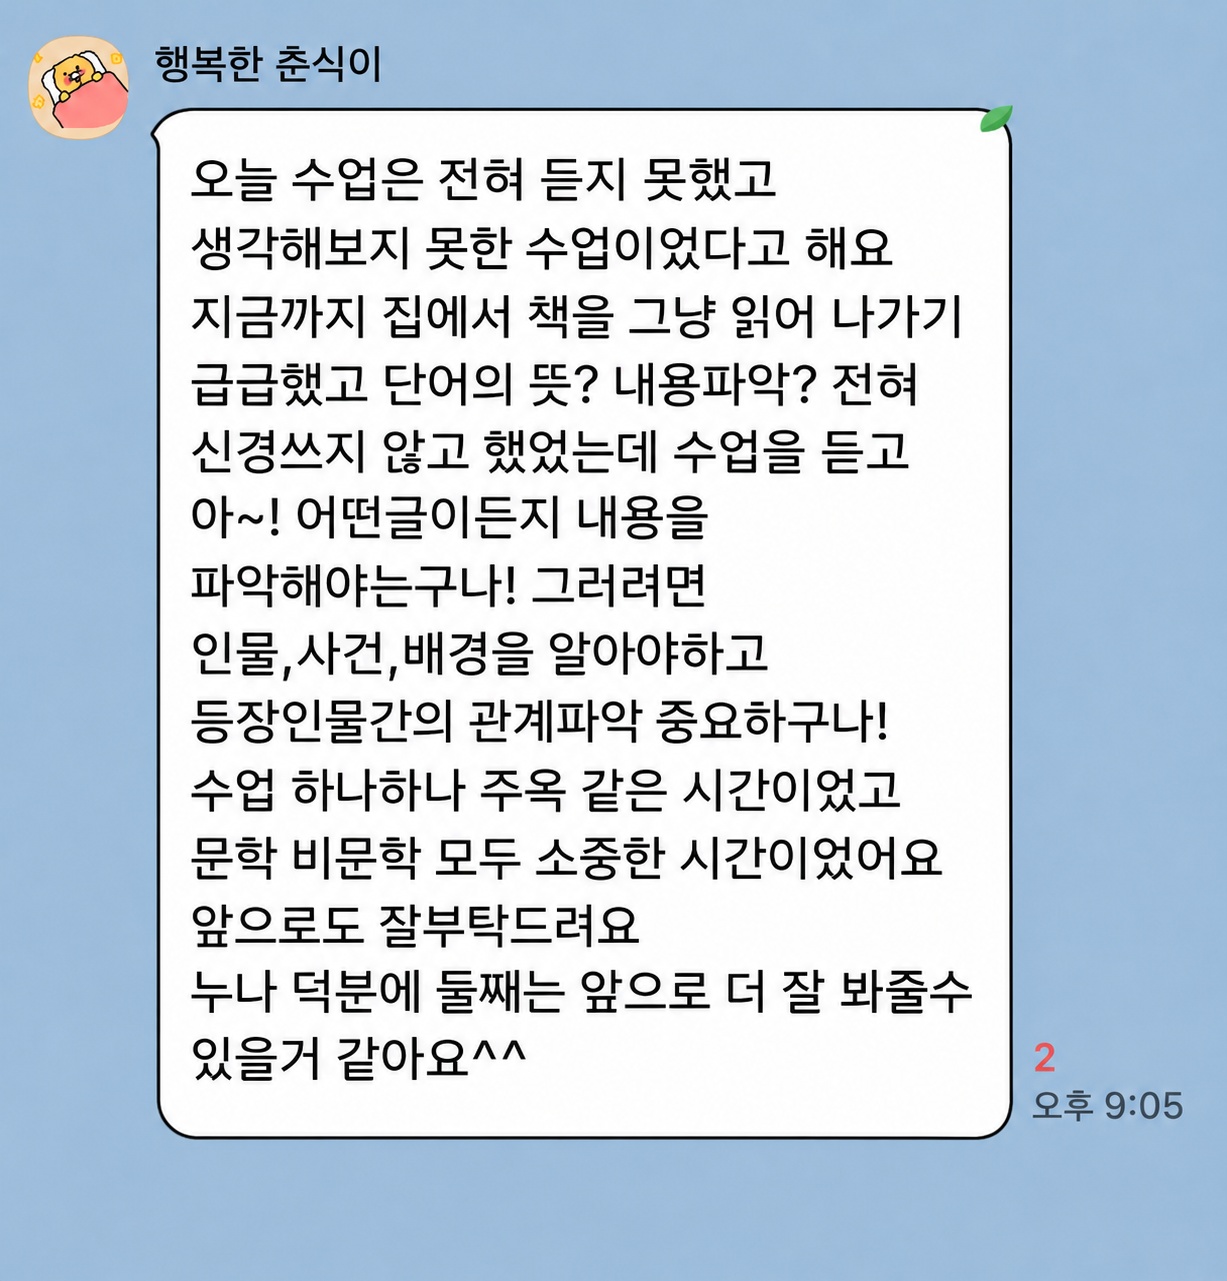 행복한 춘식이
오늘 수업은 전혀 듣지 못했고
생각해보지 못한 수업이었다고 해요
지금까지 집에서 책을 그냥 읽어 나가기
급급했고 단어의 뜻? 내용파악? 전혀
신경쓰지 않고 했었는데 수업을 듣고
아~! 어떤글이든지 내용을
파악해야는구나! 그러려면
인물,사건,배경을 알아야하고
등장인물간의 관계파악 중요하구나!
수업 하나하나 주옥 같은 시간이었고
문학 비문학 모두 소중한 시간이었어요
앞으로도 잘부탁드려요
누나 덕분에 둘째는 앞으로 더 잘 봐줄수
있을거 같아요^^
2
오후 9:05